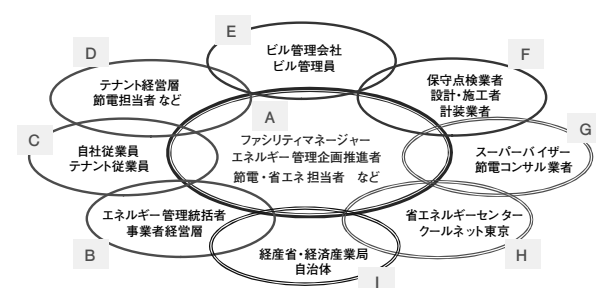 E
ビル管理会社
ビル管理員
D
テナント経営層
節電担当者 など
F
保守点検業者
設計・施工者
計装業者
A
ファシリティマネージャー
エネルギー管理企画推進者
節電・省エネ担当者 など
C
自社従業員
テナント従業員
G
スーパーバイザー
節電コンサル業者
B
エネルギー管理統括者
事業者経営層
H
省エネルギーセンター
クールネット東京
I
経産省・経済産業局
自治体